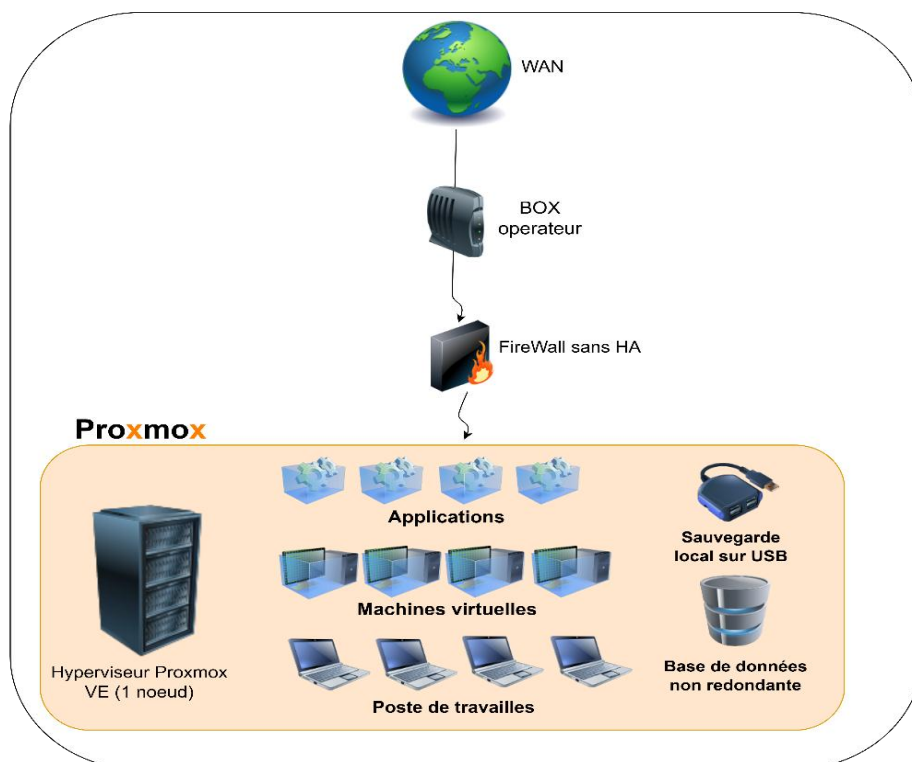 WAN
BOX
operateur
FireWall sans HA
Proxmox
Applications
Sauvegarde
local sur USB
Machines virtuelles
Hyperviseur Proxmox
VE (1 noeud)
Base de données
non redondante
Poste de travailles